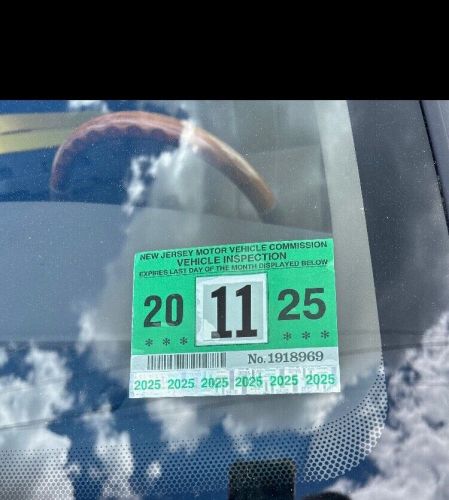 NEW JERSEY MOTOR VEHICLE COMMISSION
VEHICLE INSPECTION
EXPIRES LAST DAY OF THE MONTH DISPLAYED BELOW
20 11 25
* * * * * *
No. 1918969
2025 2025 2025 2025 2025 2025